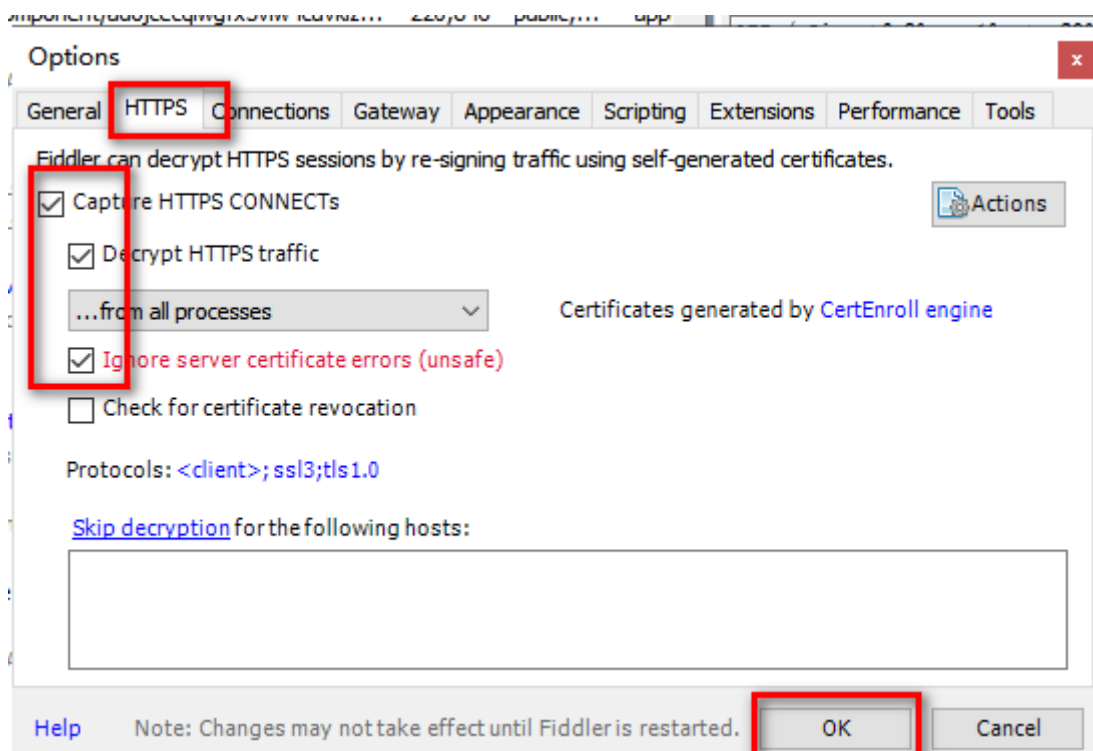 Options
General HTTPS Connections Gateway Appearance Scripting Extensions Performance Tools
Fiddler can decrypt HTTPS sessions by re-signing traffic using self-generated certificates.
Capture HTTPS CONNECTs
Actions
Decrypt HTTPS traffic
...from all processes
Certificates generated by CertEnroll engine
Ignore server certificate errors (unsafe)
Check for certificate revocation
Protocols: <client>;ssl3;tls1.0
Skip decryption for the following hosts:
Help Note: Changes may not take effect until Fiddler is restarted. OK Cancel